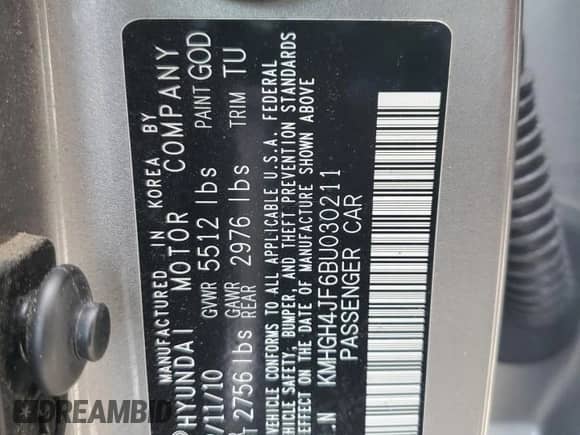 MANUFACTURED IN KOREA BY
HYUNDAI MOTOR COMPANY
/11/10 GVWR 5512 lbs PAINT GOD
2756 lbs GAWR REAR 2976 lbs TRIM TU
VEHICLE CONFORMS TO ALL APPLICABLE U.S.A. FEDERAL
VEHICLE SAFETY, BUMPER, AND THEFT PREVENTION STANDARDS
EFFECT ON THE DATE OF MANUFACTURE SHOWN ABOVE
.N KMHGH4JF6BU030211
PASSENGER CAR
DREAMBID